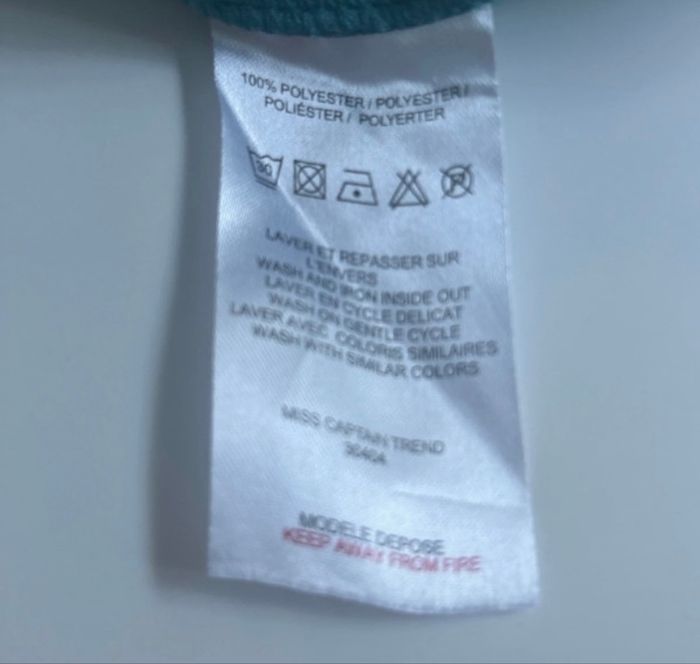 100% POLYESTER / POLYESTER /
POLIÉSTER / POLYERTER
30
LAVER ET REPASSER SUR
L'ENVERS
WASH AND IRON INSIDE OUT
LAVER EN CYCLE DELICAT
WASH ON GENTLE CYCLE
LAVER AVEC COLORIS SIMILAIRES
WASH WITH SIMILAR COLORS
MISS CAPTAIN TREND
MODELE DEPOSE
KEEP AWAY FROM FIRE